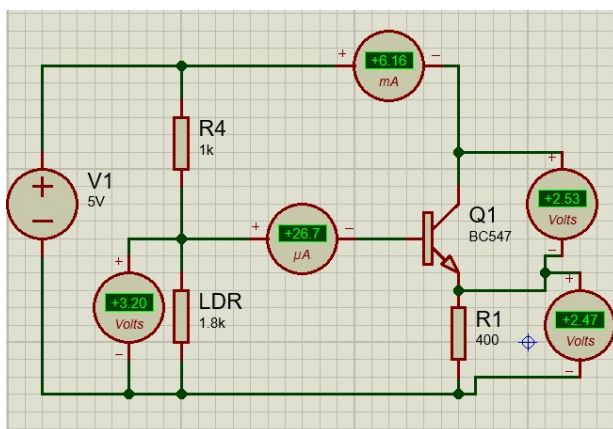 + +6.16 -
mA
R4
1k
V1
5V
+
-
+ +26.7 -
µA
Q1
BC547
+
+2.53
Volts
-
+
+3.20
Volts
-
LDR
1.8k
R1
400
+
+2.47
Volts
-